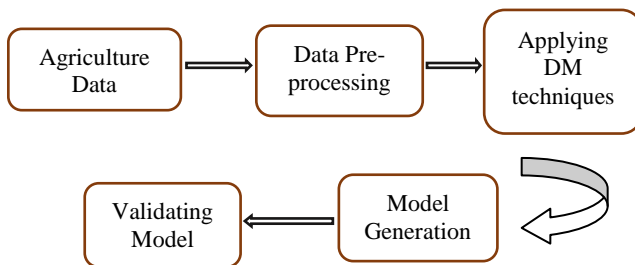 Agriculture
Data
Data Pre-
processing
Applying
DM
techniques
Model
Generation
Validating
Model